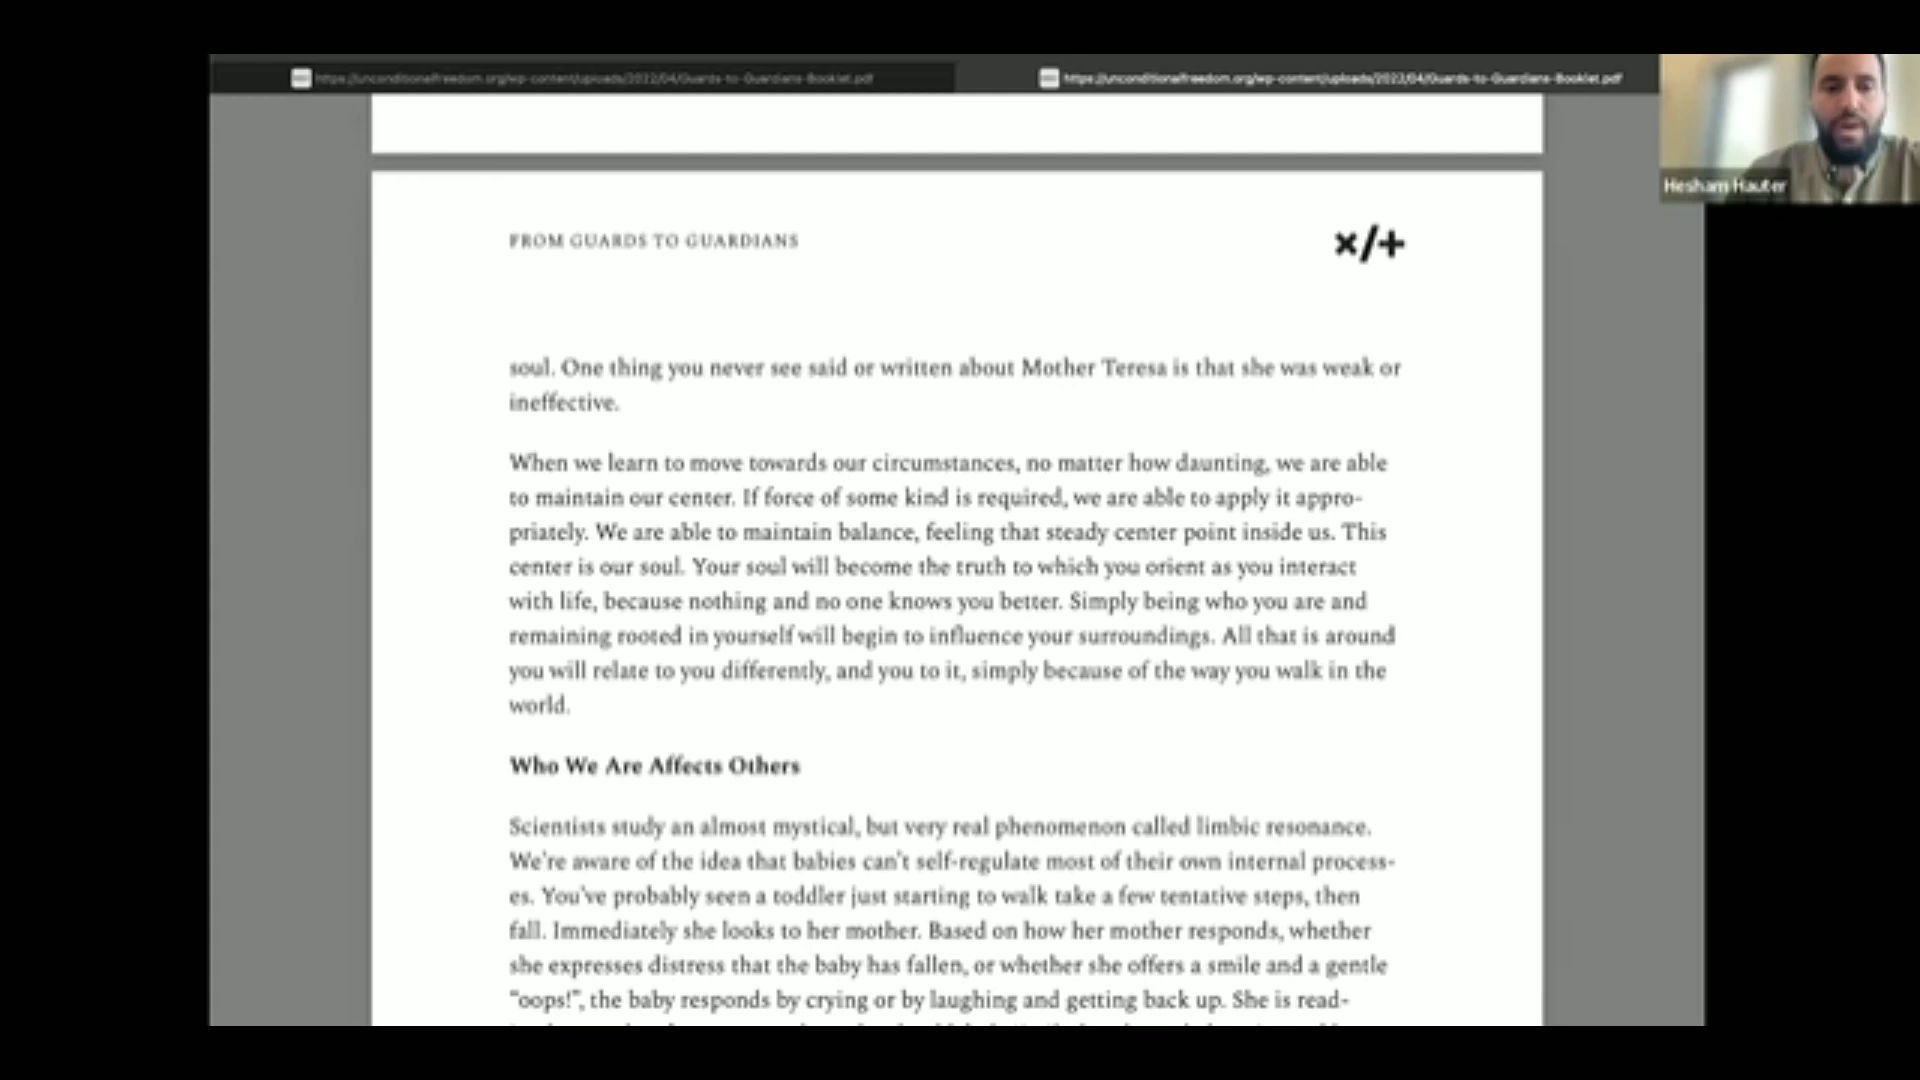 https://unconditionalfreedom.org/wp-content/uploads/2022/04/Guards-to-Guardians-Booklet.pdf
https://unconditionalfreedom.org/wp-content/uploads/2022/04/Guards-to-Guardians-Booklet.pdf
Hesham Hauter
FROM GUARDS TO GUARDIANS
×/+
soul. One thing you never see said or written about Mother Teresa is that she was weak or
ineffective.
When we learn to move towards our circumstances, no matter how daunting, we are able
to maintain our center. If force of some kind is required, we are able to apply it appro-
priately. We are able to maintain balance, feeling that steady center point inside us. This
center is our soul. Your soul will become the truth to which you orient as you interact
with life, because nothing and no one knows you better. Simply being who you are and
remaining rooted in yourself will begin to influence your surroundings. All that is around
you will relate to you differently, and you to it, simply because of the way you walk in the
world.
Who We Are Affects Others
Scientists study an almost mystical, but very real phenomenon called limbic resonance.
We're aware of the idea that babies can't self-regulate most of their own internal process-
es. You've probably seen a toddler just starting to walk take a few tentative steps, then
fall. Immediately she looks to her mother. Based on how her mother responds, whether
she expresses distress that the baby has fallen, or whether she offers a smile and a gentle
"oops!", the baby responds by crying or by laughing and getting back up. She is read-